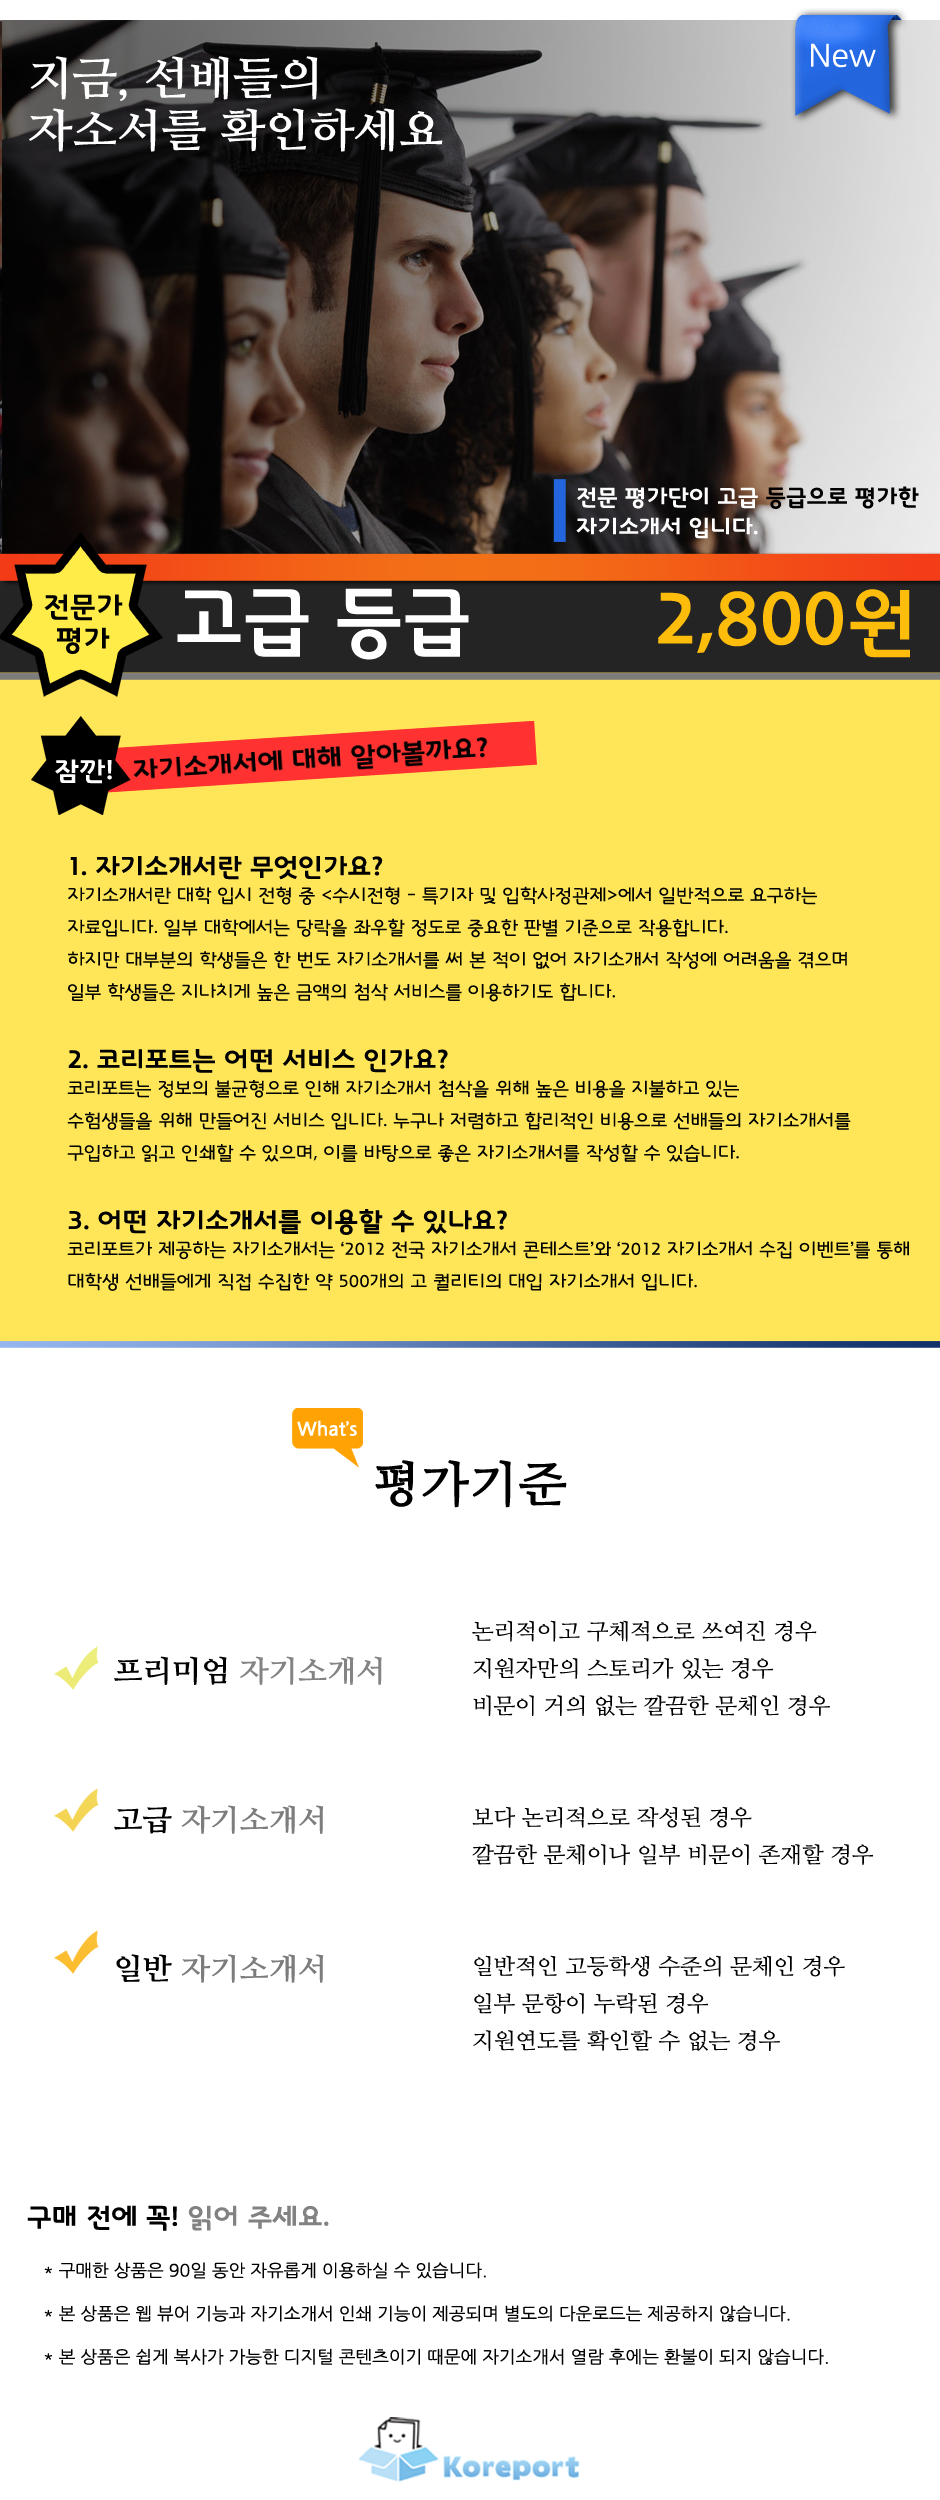 New
지금, 선배들의
자소서를 확인하세요
전문 평가단이 고급 등급으로 평가한
자기소개서 입니다.
전문가
평가
고급 등급
2,800원
잠깐!
자기소개서에 대해 알아볼까요?
1. 자기소개서란 무엇인가요?
자기소개서란 대학 입시 전형 중 <수시전형 - 특기자 및 입학사정관제>에서 일반적으로 요구하는
자료입니다. 일부 대학에서는 당락을 좌우할 정도로 중요한 판별 기준으로 작용합니다.
하지만 대부분의 학생들은 한 번도 자기소개서를 써 본 적이 없어 자기소개서 작성에 어려움을 겪으며
일부 학생들은 지나치게 높은 금액의 첨삭 서비스를 이용하기도 합니다.
2. 코리포트는 어떤 서비스 인가요?
코리포트는 정보의 불균형으로 인해 자기소개서 첨삭을 위해 높은 비용을 지불하고 있는
수험생들을 위해 만들어진 서비스 입니다. 누구나 저렴하고 합리적인 비용으로 선배들의 자기소개서를
구입하고 읽고 인쇄할 수 있으며, 이를 바탕으로 좋은 자기소개서를 작성할 수 있습니다.
3. 어떤 자기소개서를 이용할 수 있나요?
코리포트가 제공하는 자기소개서는 ‘2012 전국 자기소개서 콘테스트’와 ‘2012 자기소개서 수집 이벤트’를 통해
대학생 선배들에게 직접 수집한 약 500개의 고 퀄리티의 대입 자기소개서 입니다.
What's
평가기준
프리미엄 자기소개서
논리적이고 구체적으로 쓰여진 경우
지원자만의 스토리가 있는 경우
비문이 거의 없는 깔끔한 문체인 경우
고급 자기소개서
보다 논리적으로 작성된 경우
깔끔한 문체이나 일부 비문이 존재할 경우
일반 자기소개서
일반적인 고등학생 수준의 문체인 경우
일부 문항이 누락된 경우
지원연도를 확인할 수 없는 경우
구매 전에 꼭! 읽어 주세요.
* 구매한 상품은 90일 동안 자유롭게 이용하실 수 있습니다.
* 본 상품은 웹 뷰어 기능과 자기소개서 인쇄 기능이 제공되며 별도의 다운로드는 제공하지 않습니다.
* 본 상품은 쉽게 복사가 가능한 디지털 콘텐츠이기 때문에 자기소개서 열람 후에는 환불이 되지 않습니다.
Koreport